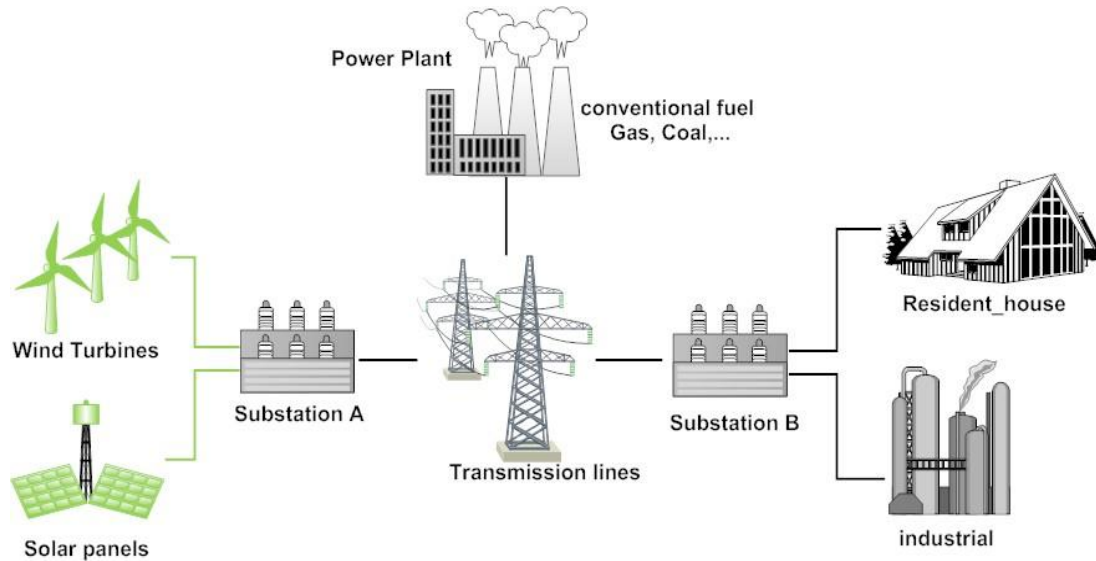 Power Plant
conventional fuel
Gas, Coal,...
Wind Turbines
Resident_house
Substation A
Substation B
Transmission lines
Solar panels
industrial